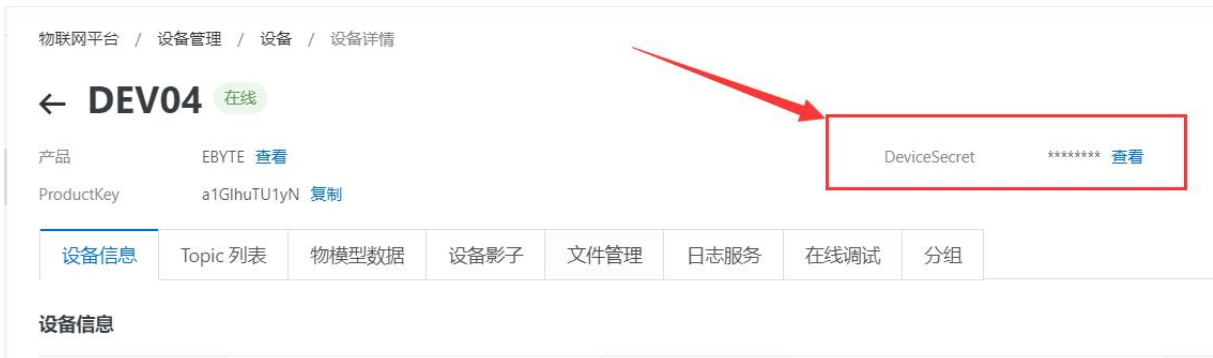 物联网平台 / 设备管理 / 设备 / 设备详情
← DEV04 在线
产品 EBYTE 查看 DeviceSecret ******** 查看
ProductKey a1GIhuTU1yN 复制
设备信息 Topic 列表 物模型数据 设备影子 文件管理 日志服务 在线调试 分组
设备信息